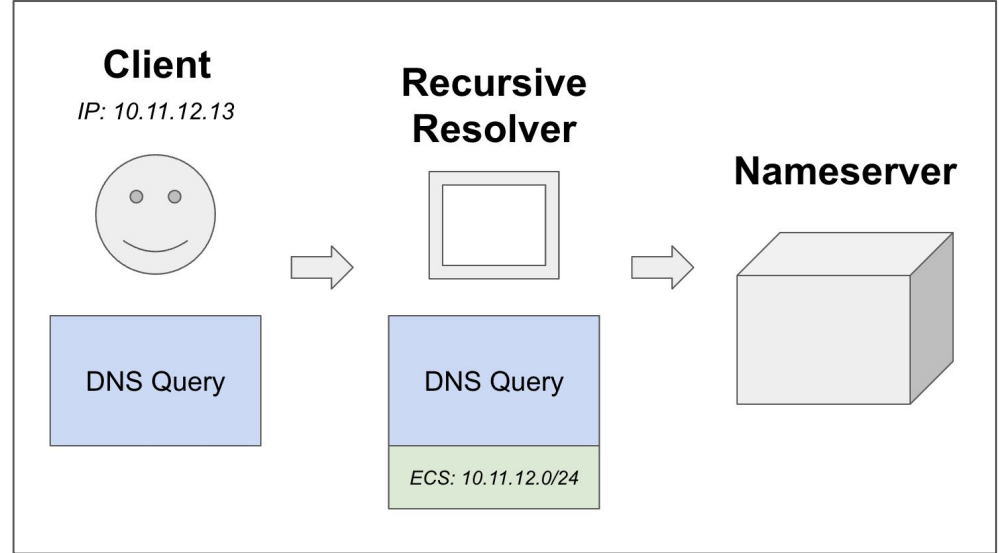 Client
IP: 10.11.12.13
Recursive
Resolver
Nameserver
DNS Query
DNS Query
ECS: 10.11.12.0/24